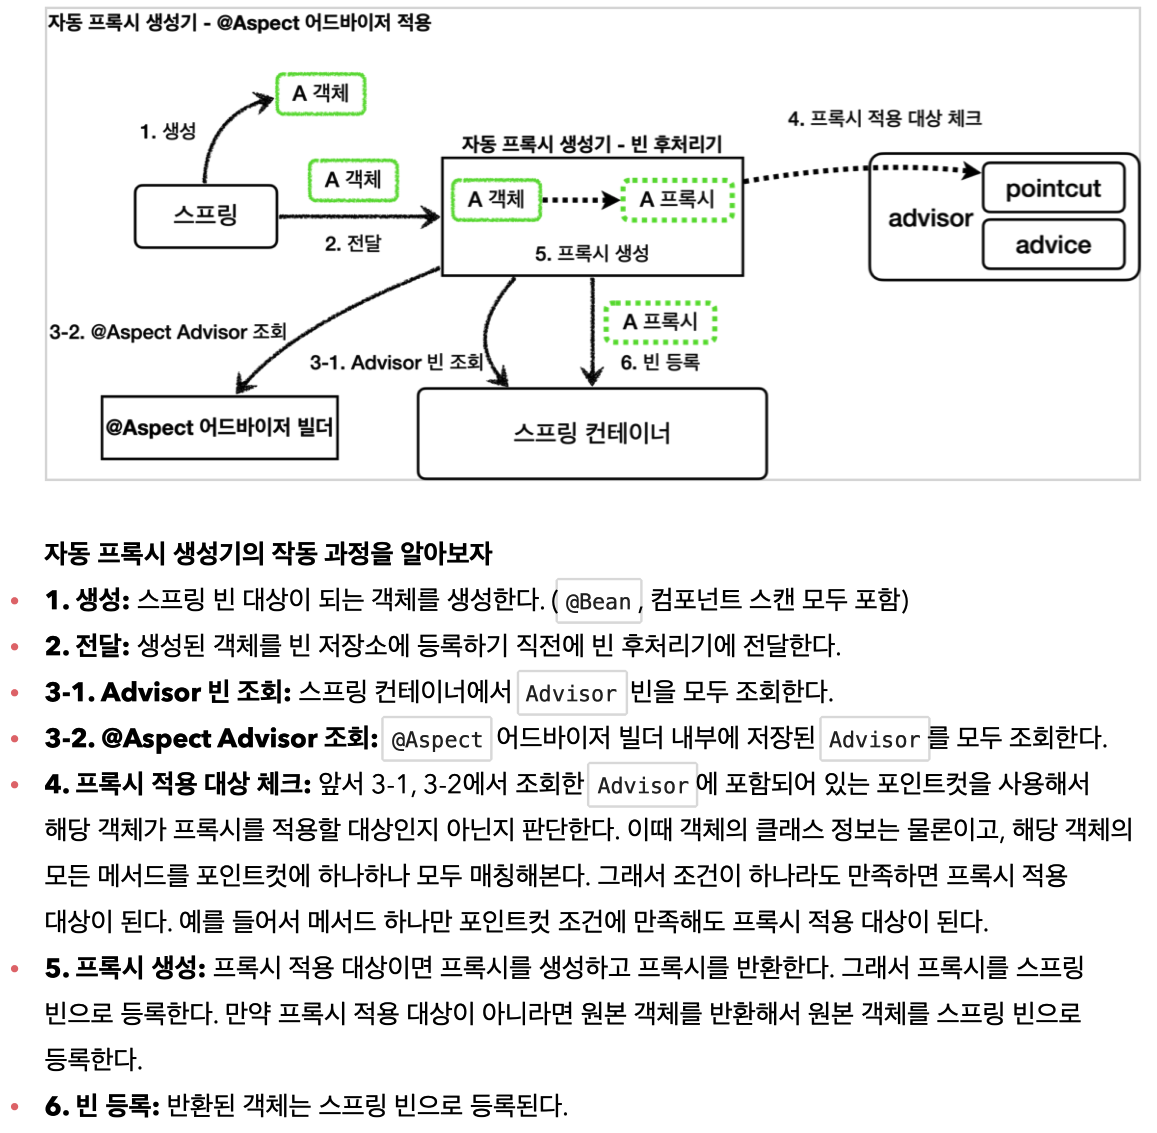 자동 프록시 생성기 - @Aspect 어드바이저 적용
A 객체
1. 생성
4. 프록시 적용 대상 체크
자동 프록시 생성기 - 빈 후처리기
A 객체
A 객체
A 프록시
pointcut
스프링
advisor
2. 전달
5. 프록시 생성
advice
A 프록시
3-2. @Aspect Advisor 조회
3-1. Advisor 빈 조회
6. 빈 등록
@Aspect 어드바이저 빌더
스프링 컨테이너
자동 프록시 생성기의 작동 과정을 알아보자
• 1. 생성: 스프링 빈 대상이 되는 객체를 생성한다. ( @Bean , 컴포넌트 스캔 모두 포함)
• 2. 전달: 생성된 객체를 빈 저장소에 등록하기 직전에 빈 후처리기에 전달한다.
• 3-1. Advisor 빈 조회: 스프링 컨테이너에서 Advisor 빈을 모두 조회한다.
• 3-2. @Aspect Advisor 조회: @Aspect 어드바이저 빌더 내부에 저장된 Advisor 를 모두 조회한다.
• 4. 프록시 적용 대상 체크: 앞서 3-1, 3-2에서 조회한 Advisor 에 포함되어 있는 포인트컷을 사용해서
해당 객체가 프록시를 적용할 대상인지 아닌지 판단한다. 이때 객체의 클래스 정보는 물론이고, 해당 객체의
모든 메서드를 포인트컷에 하나하나 모두 매칭해본다. 그래서 조건이 하나라도 만족하면 프록시 적용
대상이 된다. 예를 들어서 메서드 하나만 포인트컷 조건에 만족해도 프록시 적용 대상이 된다.
• 5. 프록시 생성: 프록시 적용 대상이면 프록시를 생성하고 프록시를 반환한다. 그래서 프록시를 스프링
빈으로 등록한다. 만약 프록시 적용 대상이 아니라면 원본 객체를 반환해서 원본 객체를 스프링 빈으로
등록한다.
• 6. 빈 등록: 반환된 객체는 스프링 빈으로 등록된다.